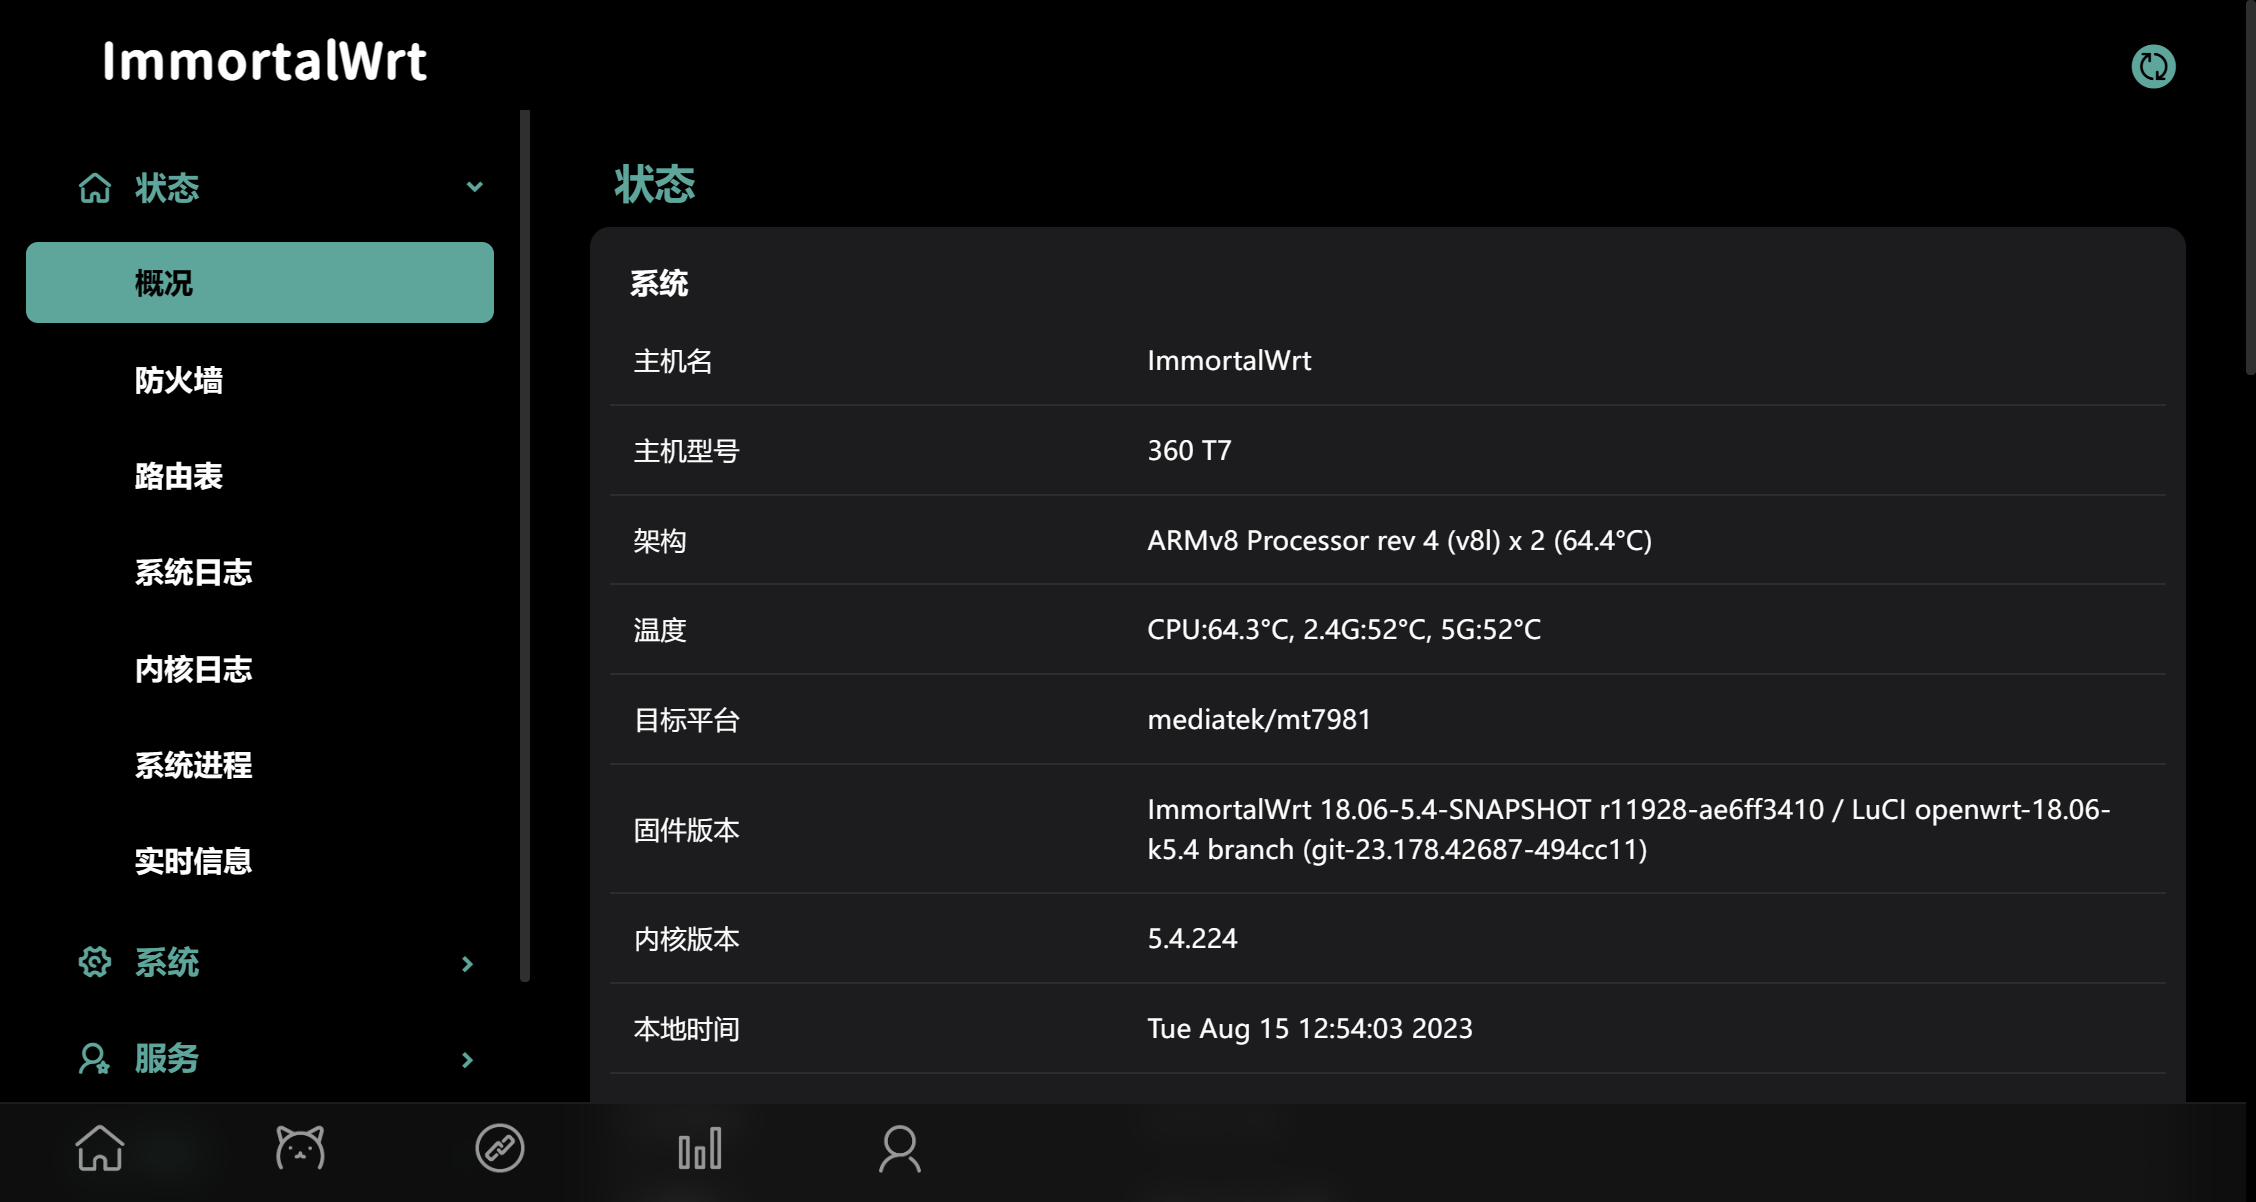 ImmortalWrt
状态
概况
防火墙
路由表
系统日志
内核日志
系统进程
实时信息
系统
服务
状态
系统
主机名 ImmortalWrt
主机型号 360 T7
架构 ARMv8 Processor rev 4 (v8l) x 2 (64.4°C)
温度 CPU:64.3°C, 2.4G:52°C, 5G:52°C
目标平台 mediatek/mt7981
固件版本 ImmortalWrt 18.06-5.4-SNAPSHOT r11928-ae6ff3410 / LuCI openwrt-18.06-
k5.4 branch (git-23.178.42687-494cc11)
内核版本 5.4.224
本地时间 Tue Aug 15 12:54:03 2023